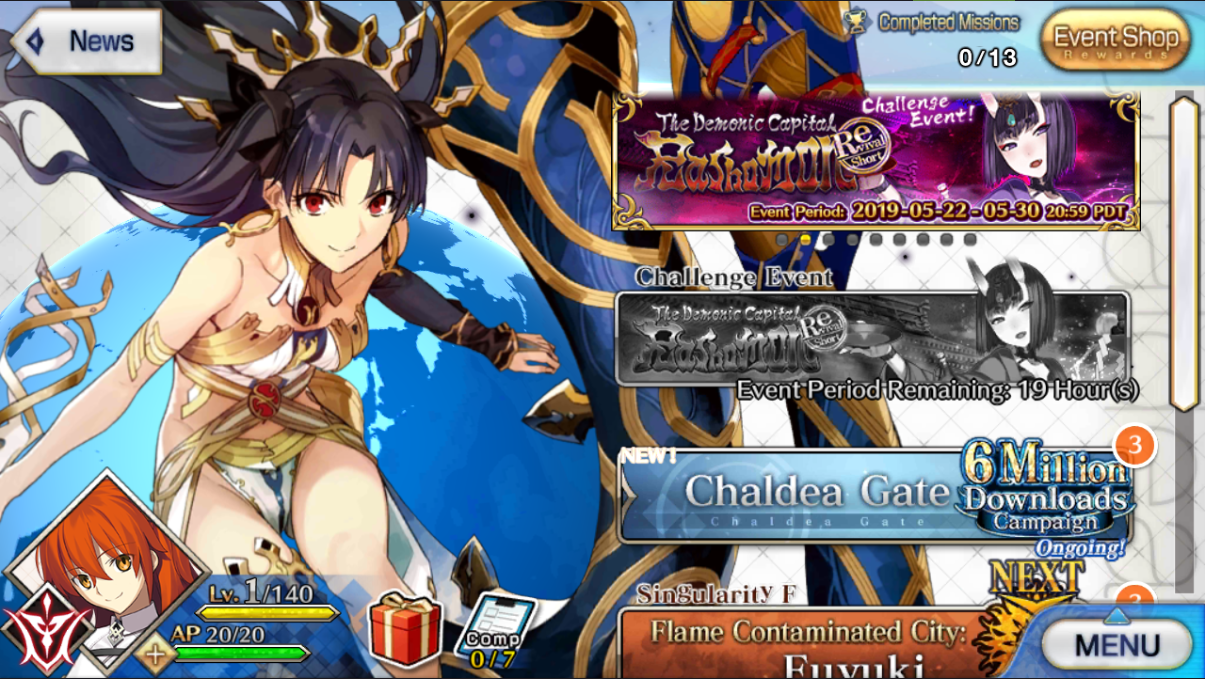 News
Completed Missions
0/13
Event Shop
Rewards
Challenge
Event!
The Demonic Capital
Rashomon
Revival
Short
Event Period: 2019-05-22 - 05-30 20:59 PDT
Challenge Event
The Demonic Capital
Rashomon
Revival
Short
Event Period Remaining: 19 Hour(s)
3
NEW!
6 Million
Downloads
Campaign
Chaldea Gate
Chaldea Gate
Ongoing!
NEXT
Singularity F
3
Flame Contaminated City:
Fuyuki
Lv. 1/140
AP 20/20
Comp
0/7
MENU